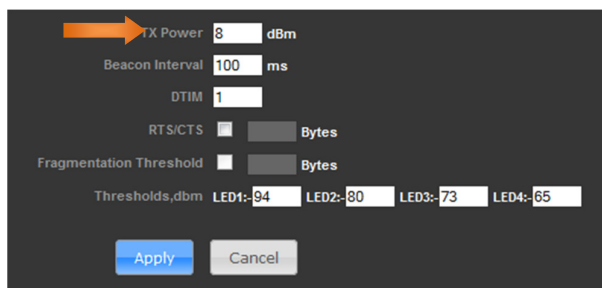 TX Power 8 dBm
Beacon Interval 100 ms
DTIM 1
RTS/CTS Bytes
Fragmentation Threshold Bytes
Thresholds,dbm LED1:-94 LED2:-80 LED3:-73 LED4:-65
Apply Cancel